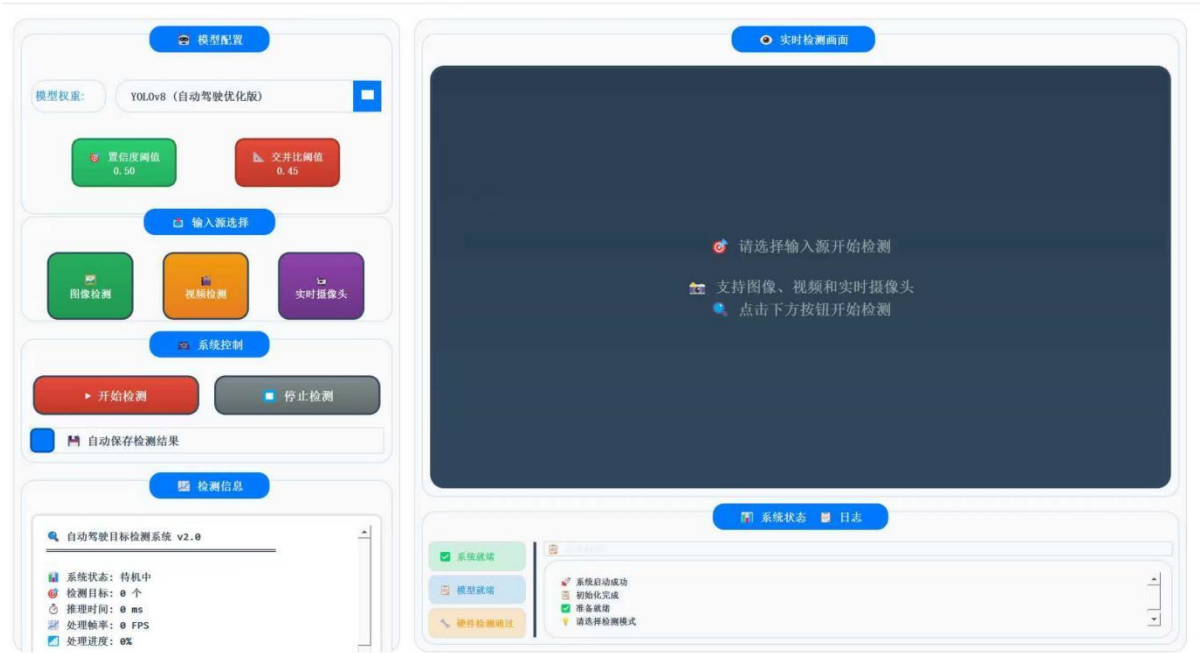 模型配置
模型权重: YOLOv8 (自动驾驶优化版)
置信度阈值
0.50
交并比阈值
0.45
输入源选择
图像检测
视频检测
实时摄像头
系统控制
开始检测
停止检测
自动保存检测结果
检测信息
自动驾驶目标检测系统 v2.0
系统状态: 待机中
检测目标: 0 个
推理时间: 0 ms
处理帧率: 0 FPS
处理进度: 0%
实时检测画面
请选择输入源开始检测
支持图像、视频和实时摄像头
点击下方按钮开始检测
系统状态 日志
系统就绪
模型就绪
硬件检测通过
系统启动成功
初始化完成
准备就绪
请选择检测模式